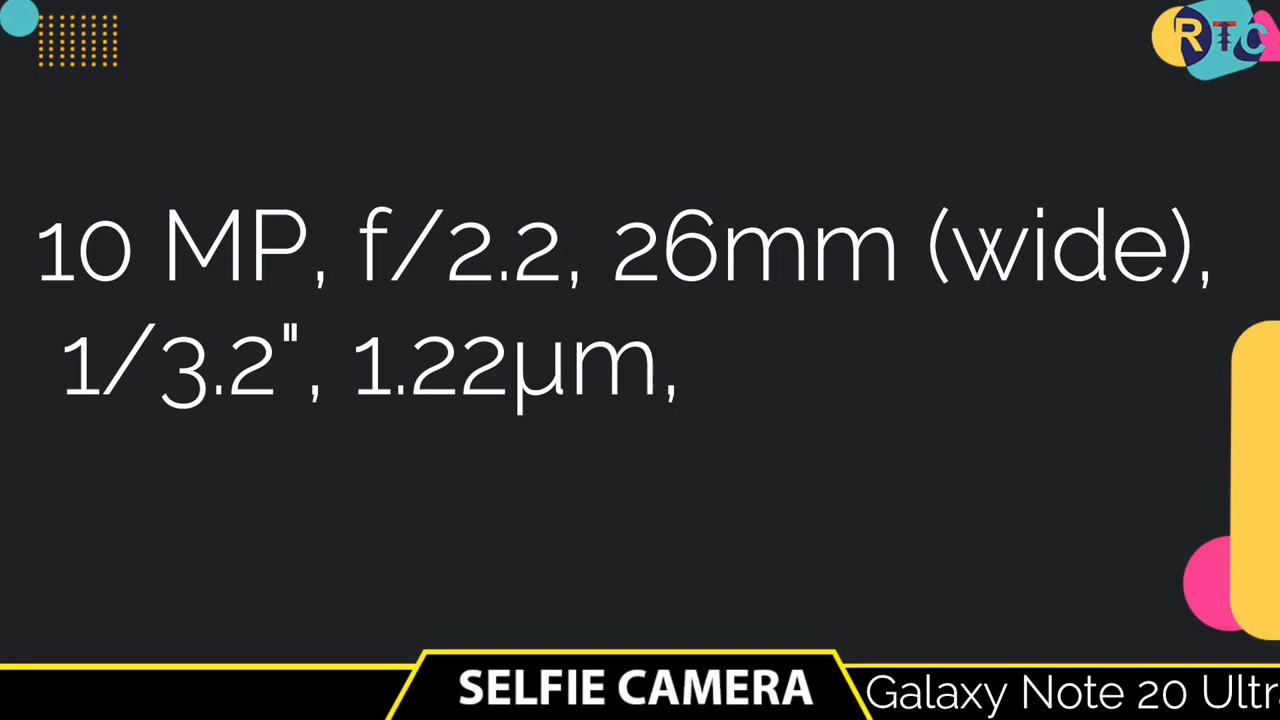 RTC
10 MP, f/2.2, 26mm (wide),
1/3.2", 1.22µm,
SELFIE CAMERA
Galaxy Note 20 Ultr